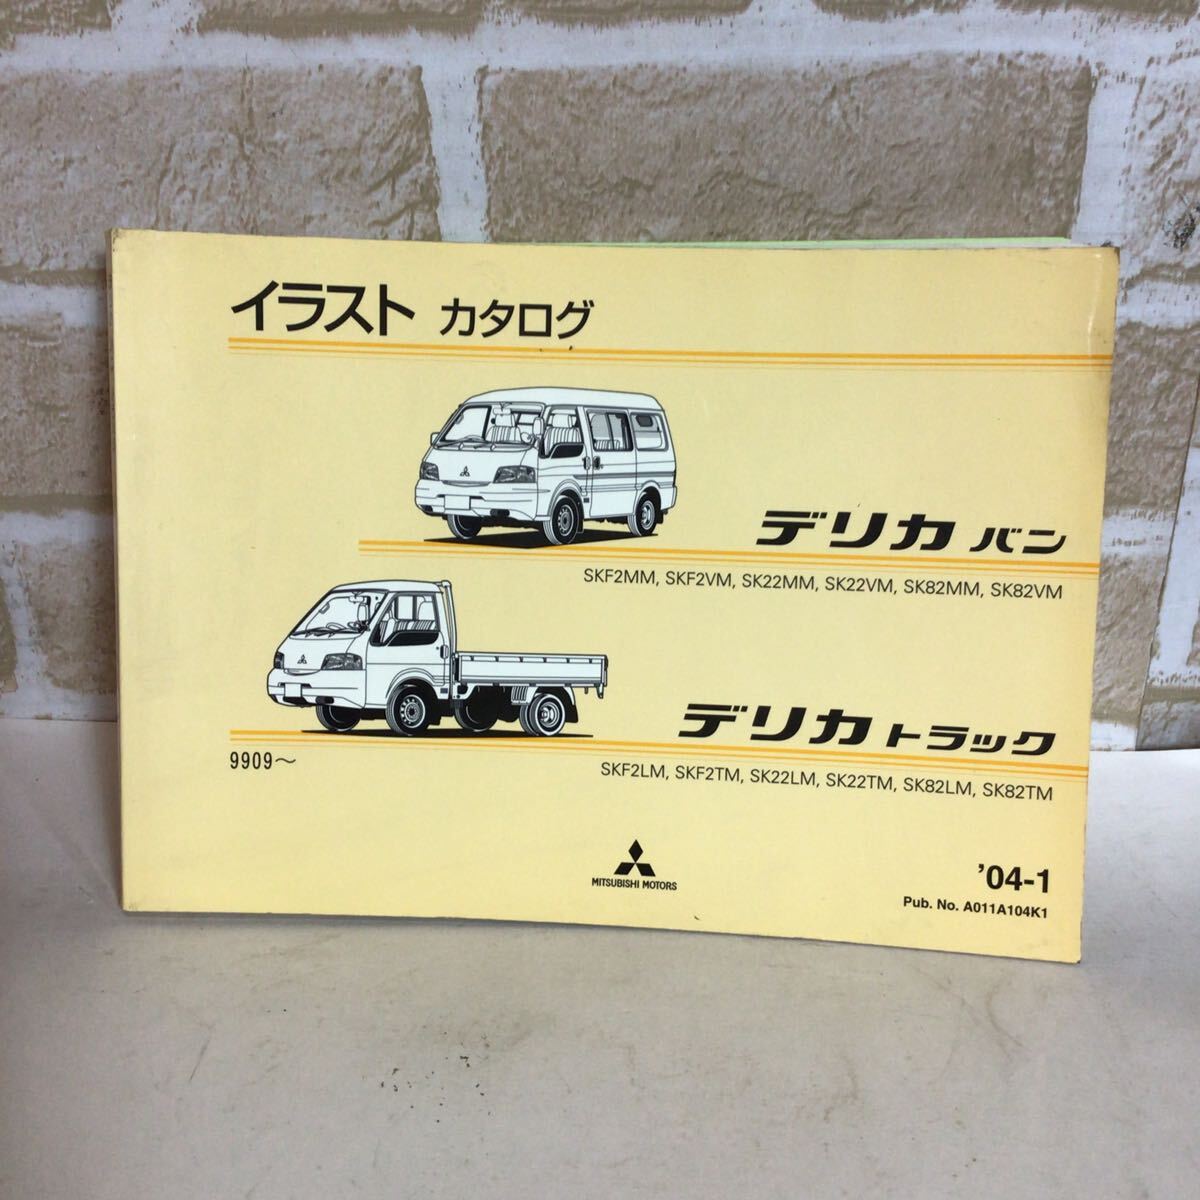 イラスト カタログ
デリカ バン
SKF2MM, SKF2VM, SK22MM, SK22VM, SK82MM, SK82VM
デリカ トラック
9909～
SKF2LM, SKF2TM, SK22LM, SK22TM, SK82LM, SK82TM
MITSUBISHI MOTORS
'04-1
Pub. No. A011A104K1